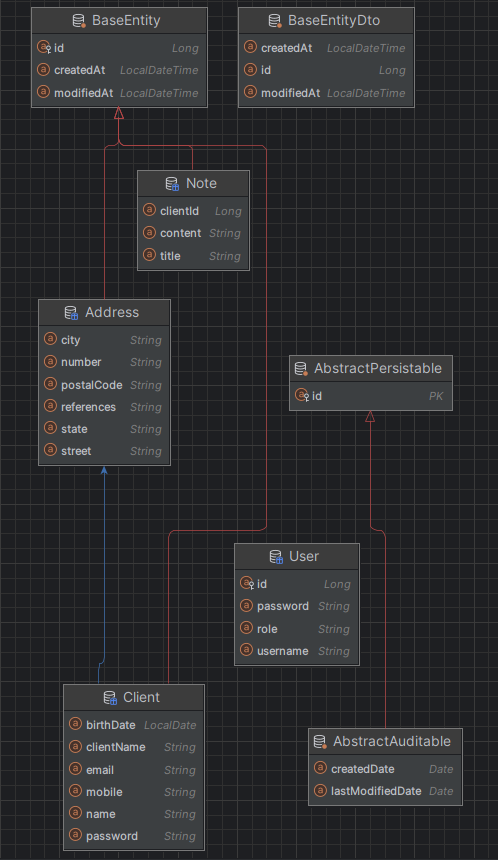 BaseEntity
id Long
createdAt LocalDateTime
modifiedAt LocalDateTime
BaseEntityDto
createdAt LocalDateTime
id Long
modifiedAt LocalDateTime
Note
clientId Long
content String
title String
Address
city String
number String
postalCode String
references String
state String
street String
AbstractPersistable
id PK
User
id Long
password String
role String
username String
Client
birthDate LocalDate
clientName String
email String
mobile String
name String
password String
AbstractAuditable
createdDate Date
lastModifiedDate Date